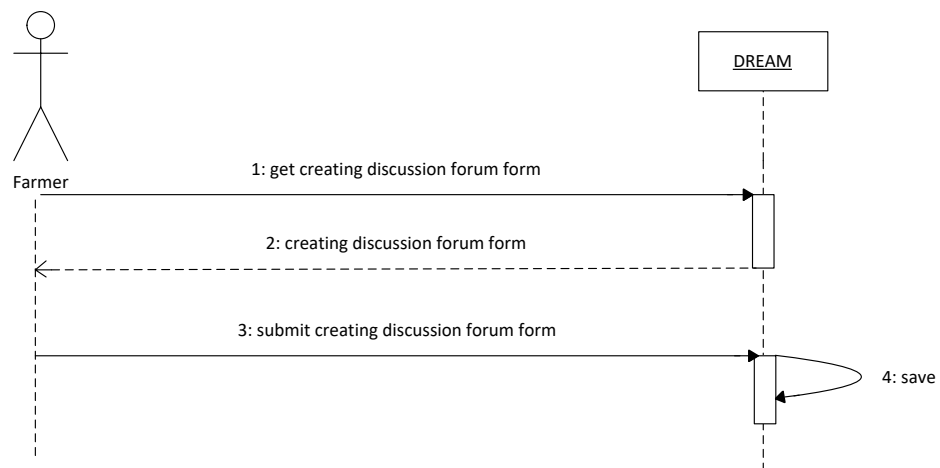 DREAM
1: get creating discussion forum form
Farmer
2: creating discussion forum form
3: submit creating discussion forum form
4: save